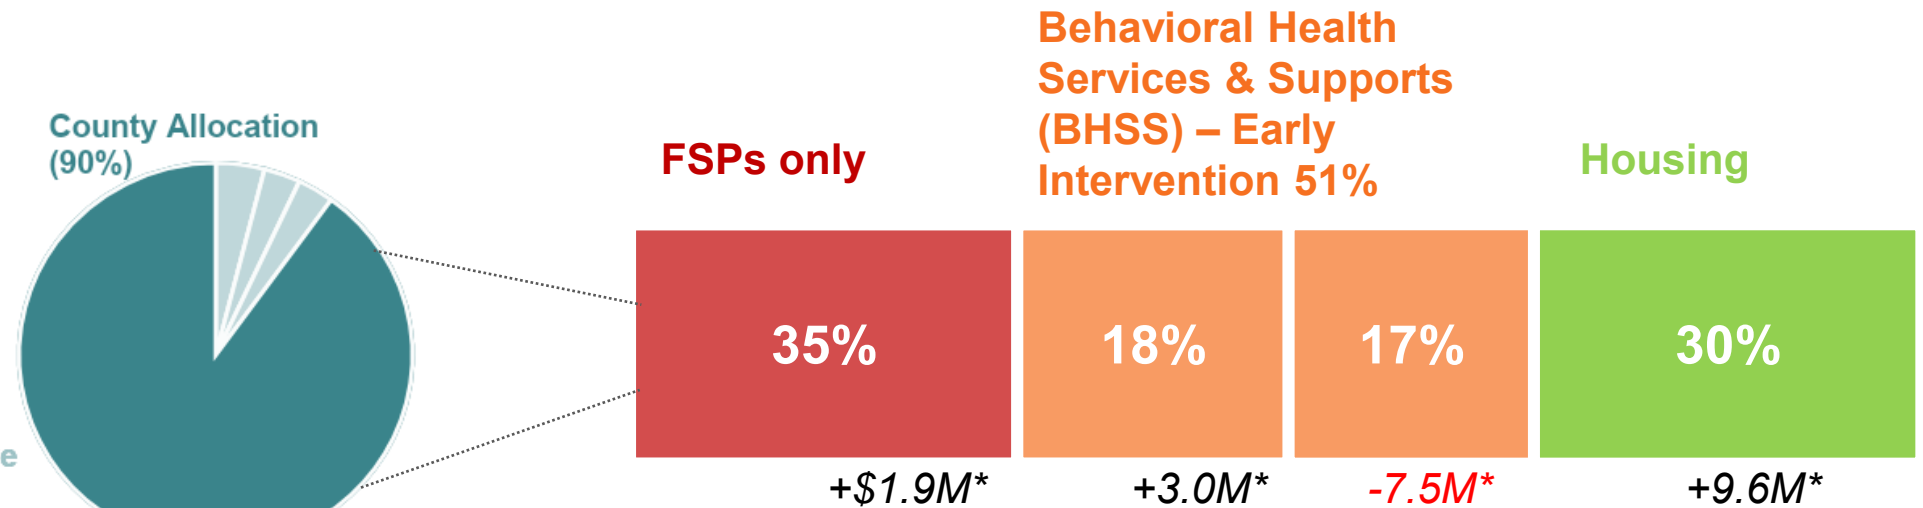 County Allocation
(90%)
FSPs only
Behavioral Health
Services & Supports
(BHSS) – Early
Intervention 51%
Housing
35%
18%
17%
30%
e
+$1.9M*
+3.0M*
-7.5M*
+9.6M*